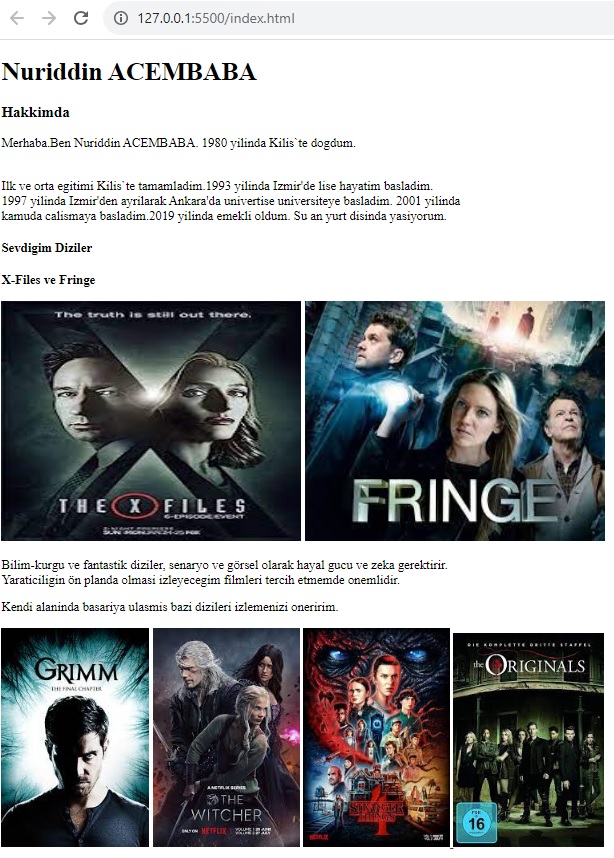 127.0.0.1:5500/index.html
Nuriddin ACEMBABA
Hakkimda
Merhaba.Ben Nuriddin ACEMBABA. 1980 yilinda Kilis`te dogdum.
Ilk ve orta egitimi Kilis`te tamamladim.1993 yilinda Izmir'de lise hayatim basladim.
1997 yilinda Izmir'den ayrilarak Ankara'da univertise universiteye basladim. 2001 yilinda
kamuda calismaya basladim.2019 yilinda emekli oldum. Su an yurt disinda yasiyorum.
Sevdigim Diziler
X-Files ve Fringe
The truth is still out there.
THE X FILES
6-EPISODE EVENT
FRINGE
Bilim-kurgu ve fantastik diziler, senaryo ve görsel olarak hayal gucu ve zeka gerektirir.
Yaraticiligin ön planda olmasi izleyecegim filmleri tercih etmemde onemlidir.
Kendi alaninda basariya ulasmis bazi dizileri izlemenizi oneririm.
GRIMM
THE FINAL CHAPTER
A NETFLIX SERIES
THE
WITCHER
ONLY ON NETFLIX
STRANGER
THINGS
4
NETFLIX
DIE KOMPLETTE DRITTE STAFFEL
the ORIGINALS
FSK
16